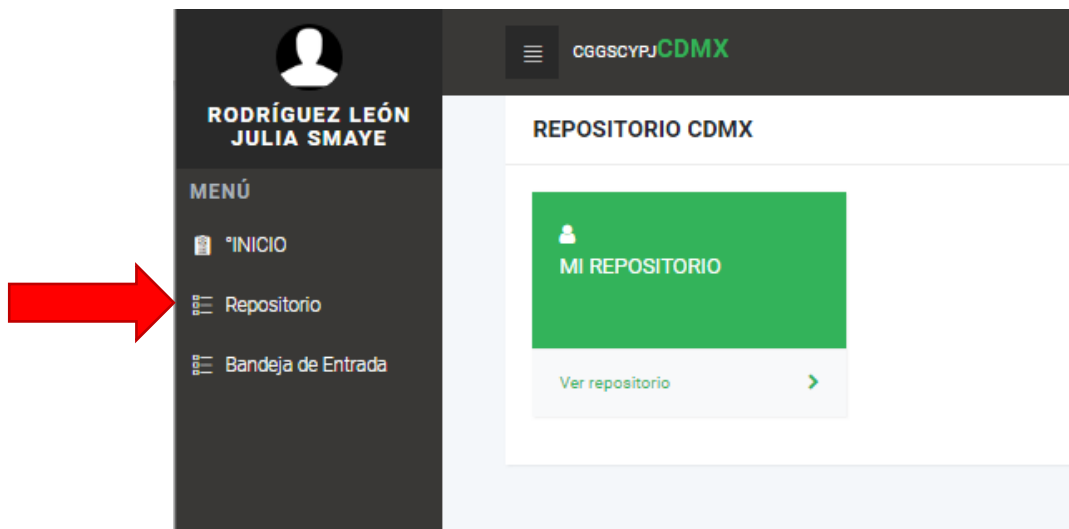 RODRÍGUEZ LEÓN
JULIA SMAYE
MENÚ
°INICIO
Repositorio
Bandeja de Entrada
CGGSCYPJCDMX
REPOSITORIO CDMX
MI REPOSITORIO
Ver repositorio